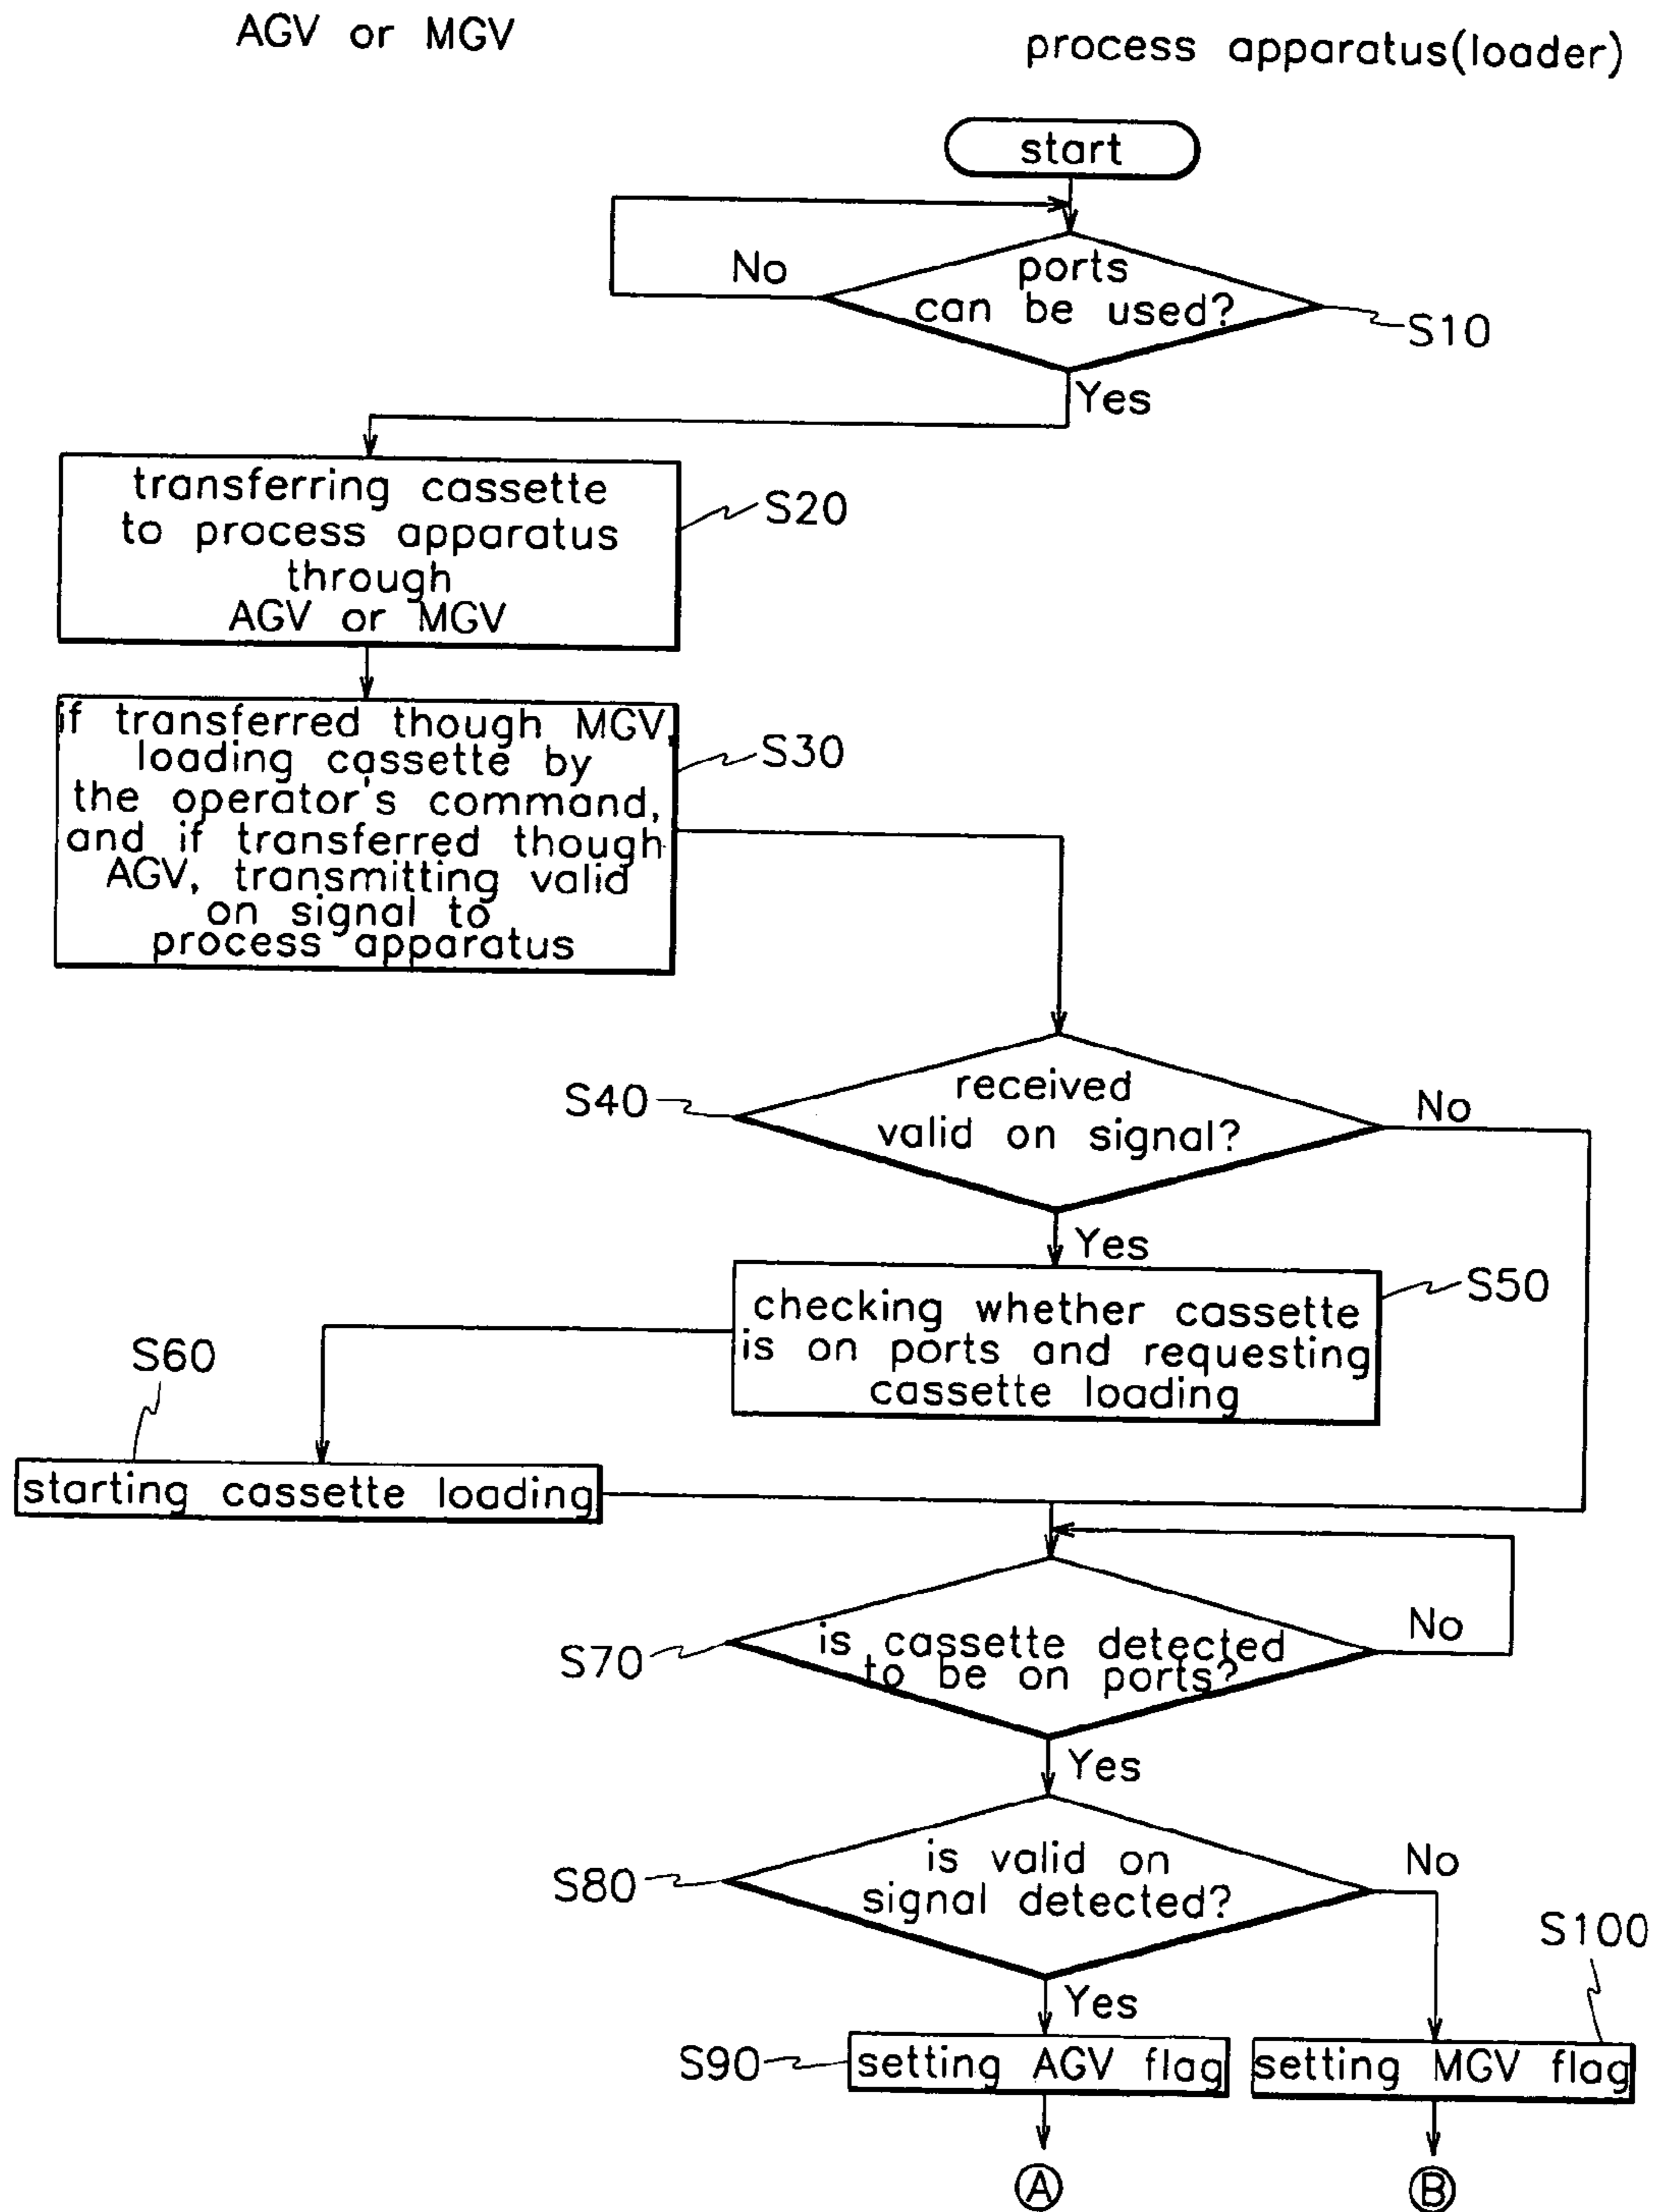 AGV or MGV
process apparatus(loader)
start
No
ports
can be used?
S10
Yes
transferring cassette
to process apparatus
through
AGV or MGV
S20
if transferred though MGV,
loading cassette by
the operator's command,
and if transferred though
AGV, transmitting valid
on signal to
process apparatus
S30
S40
received
valid on signal?
No
Yes
checking whether cassette
is on ports and requesting
cassette loading
S50
S60
starting cassette loading
S70
is cassette detected
to be on ports?
No
Yes
S80
is valid on
signal detected?
No
S100
Yes
S90
setting AGV flag
setting MGV flag
A
B